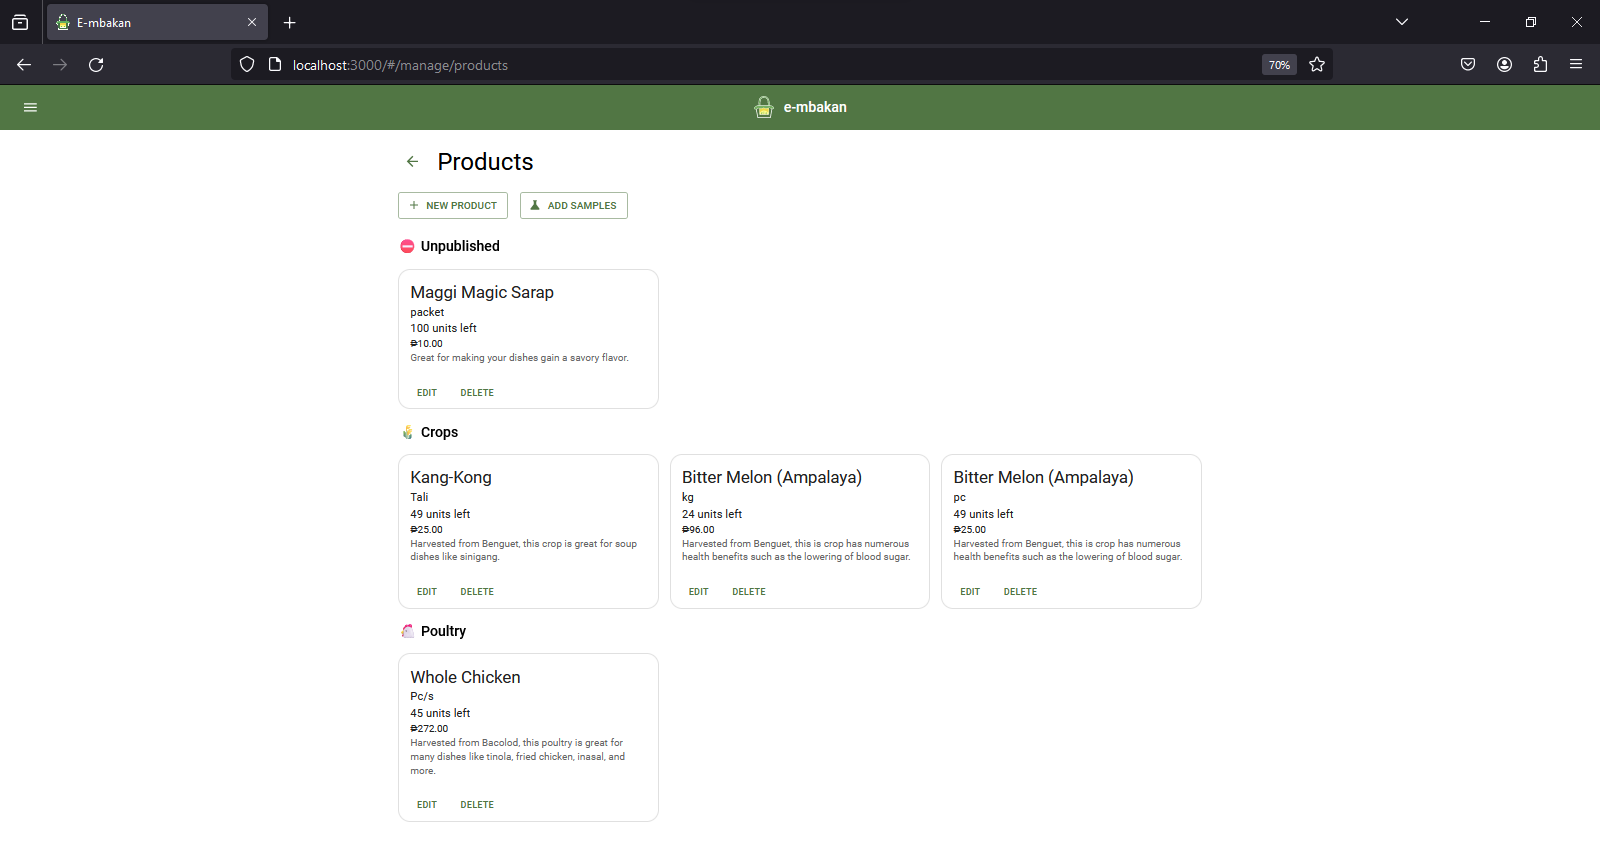 E-mbakan
localhost:3000/#/manage/products
70%
e-mbakan
Products
NEW PRODUCT
ADD SAMPLES
Unpublished
Maggi Magic Sarap
packet
100 units left
₱10.00
Great for making your dishes gain a savory flavor.
EDIT DELETE
Crops
Kang-Kong
Tali
49 units left
₱25.00
Harvested from Benguet, this crop is great for soup
dishes like sinigang.
EDIT DELETE
Bitter Melon (Ampalaya)
kg
24 units left
₱96.00
Harvested from Benguet, this is crop has numerous
health benefits such as the lowering of blood sugar.
EDIT DELETE
Bitter Melon (Ampalaya)
pc
49 units left
₱25.00
Harvested from Benguet, this is crop has numerous
health benefits such as the lowering of blood sugar.
EDIT DELETE
Poultry
Whole Chicken
Pc/s
45 units left
₱272.00
Harvested from Bacolod, this poultry is great for
many dishes like tinola, fried chicken, inasal, and
more.
EDIT DELETE